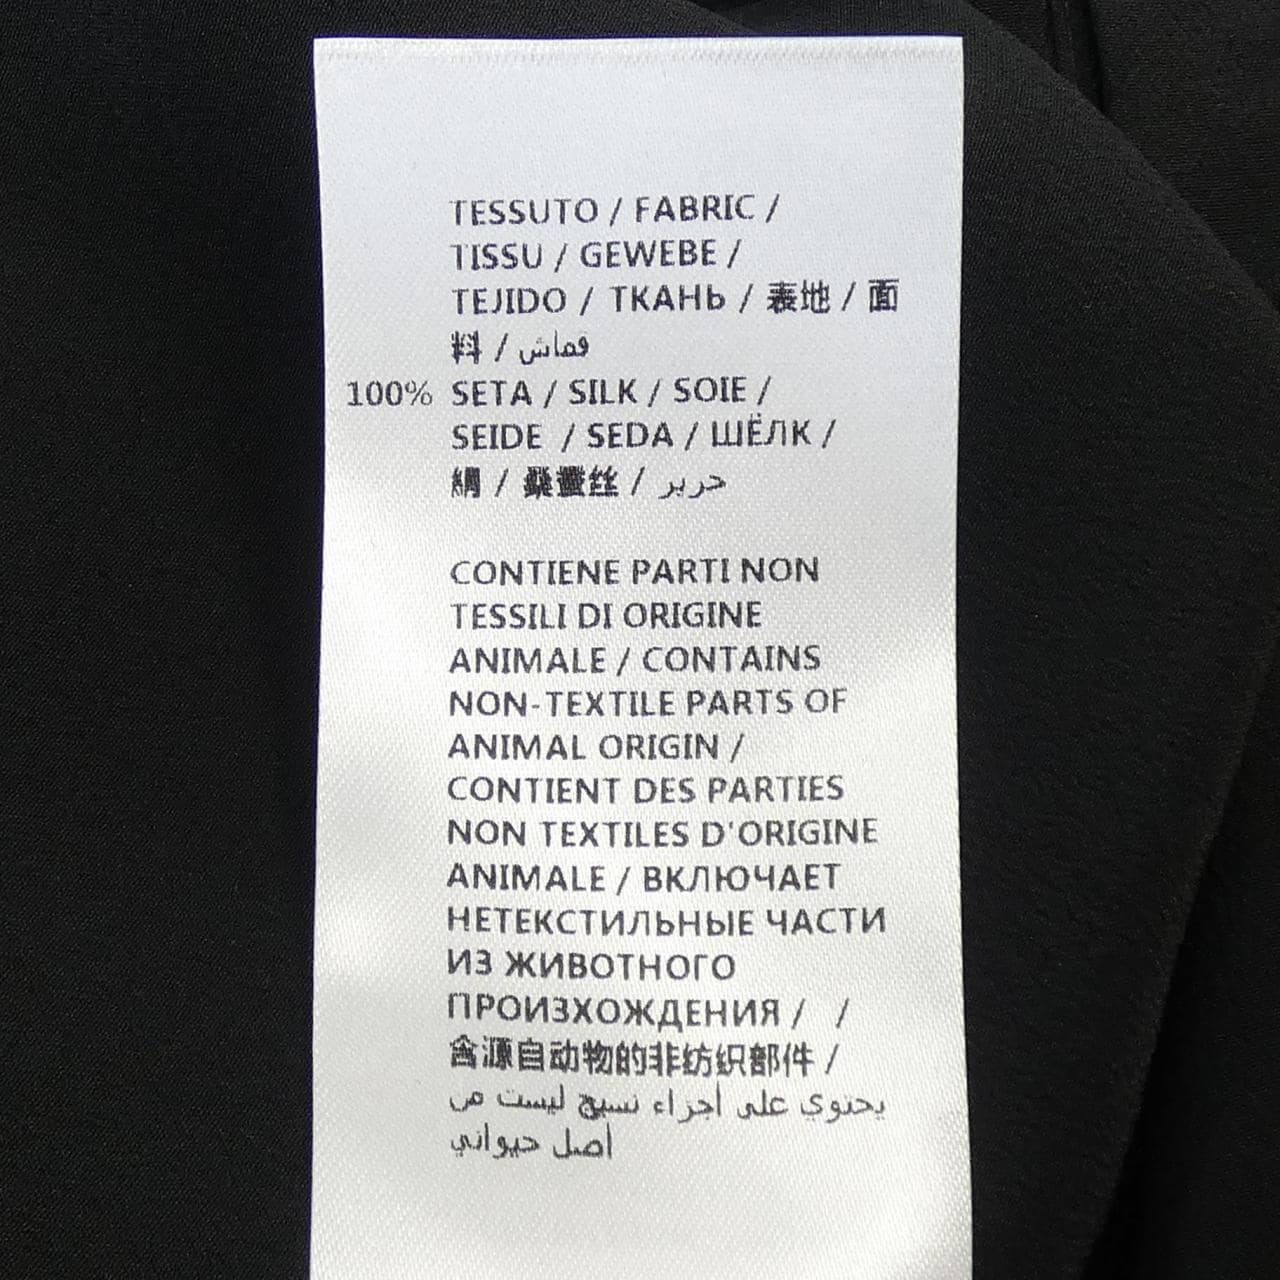 TESSUTO / FABRIC /
TISSU / GEWEBE /
TEJIDO / ТКАНЬ / 表地 / 面
料 / قماش
100% SETA / SILK / SOIE /
SEIDE / SEDA / ШЁЛК /
絹 / 桑蠶丝 / حرير
CONTIENE PARTI NON
TESSILI DI ORIGINE
ANIMALE / CONTAINS
NON-TEXTILE PARTS OF
ANIMAL ORIGIN /
CONTIENT DES PARTIES
NON TEXTILES D'ORIGINE
ANIMALE / ВКЛЮЧАЕТ
НЕТЕКСТИЛЬНЫЕ ЧАСТИ
ИЗ ЖИВОТНОГО
ПРОИЗХОЖДЕНИЯ / /
含源自动物的非纺织部件 /
يحتوي على أجزاء نسيج ليست من
أصل حيواني